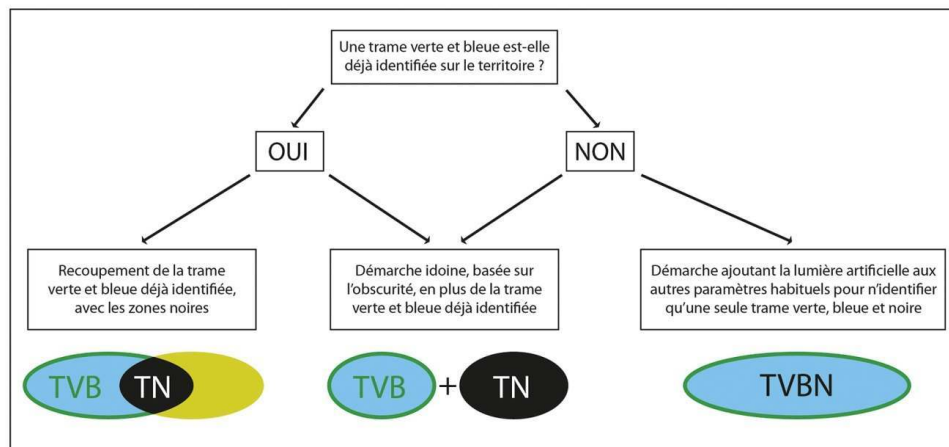 Une trame verte et bleue est-elle
déjà identifiée sur le territoire ?
OUI
NON
Recoupement de la trame
verte et bleue déjà identifiée,
avec les zones noires
Démarche idoine, basée sur
l'obscurité, en plus de la trame
verte et bleue déjà identifiée
Démarche ajoutant la lumière artificielle aux
autres paramètres habituels pour n'identifier
qu'une seule trame verte, bleue et noire
TVB TN
TVB + TN
TVBN